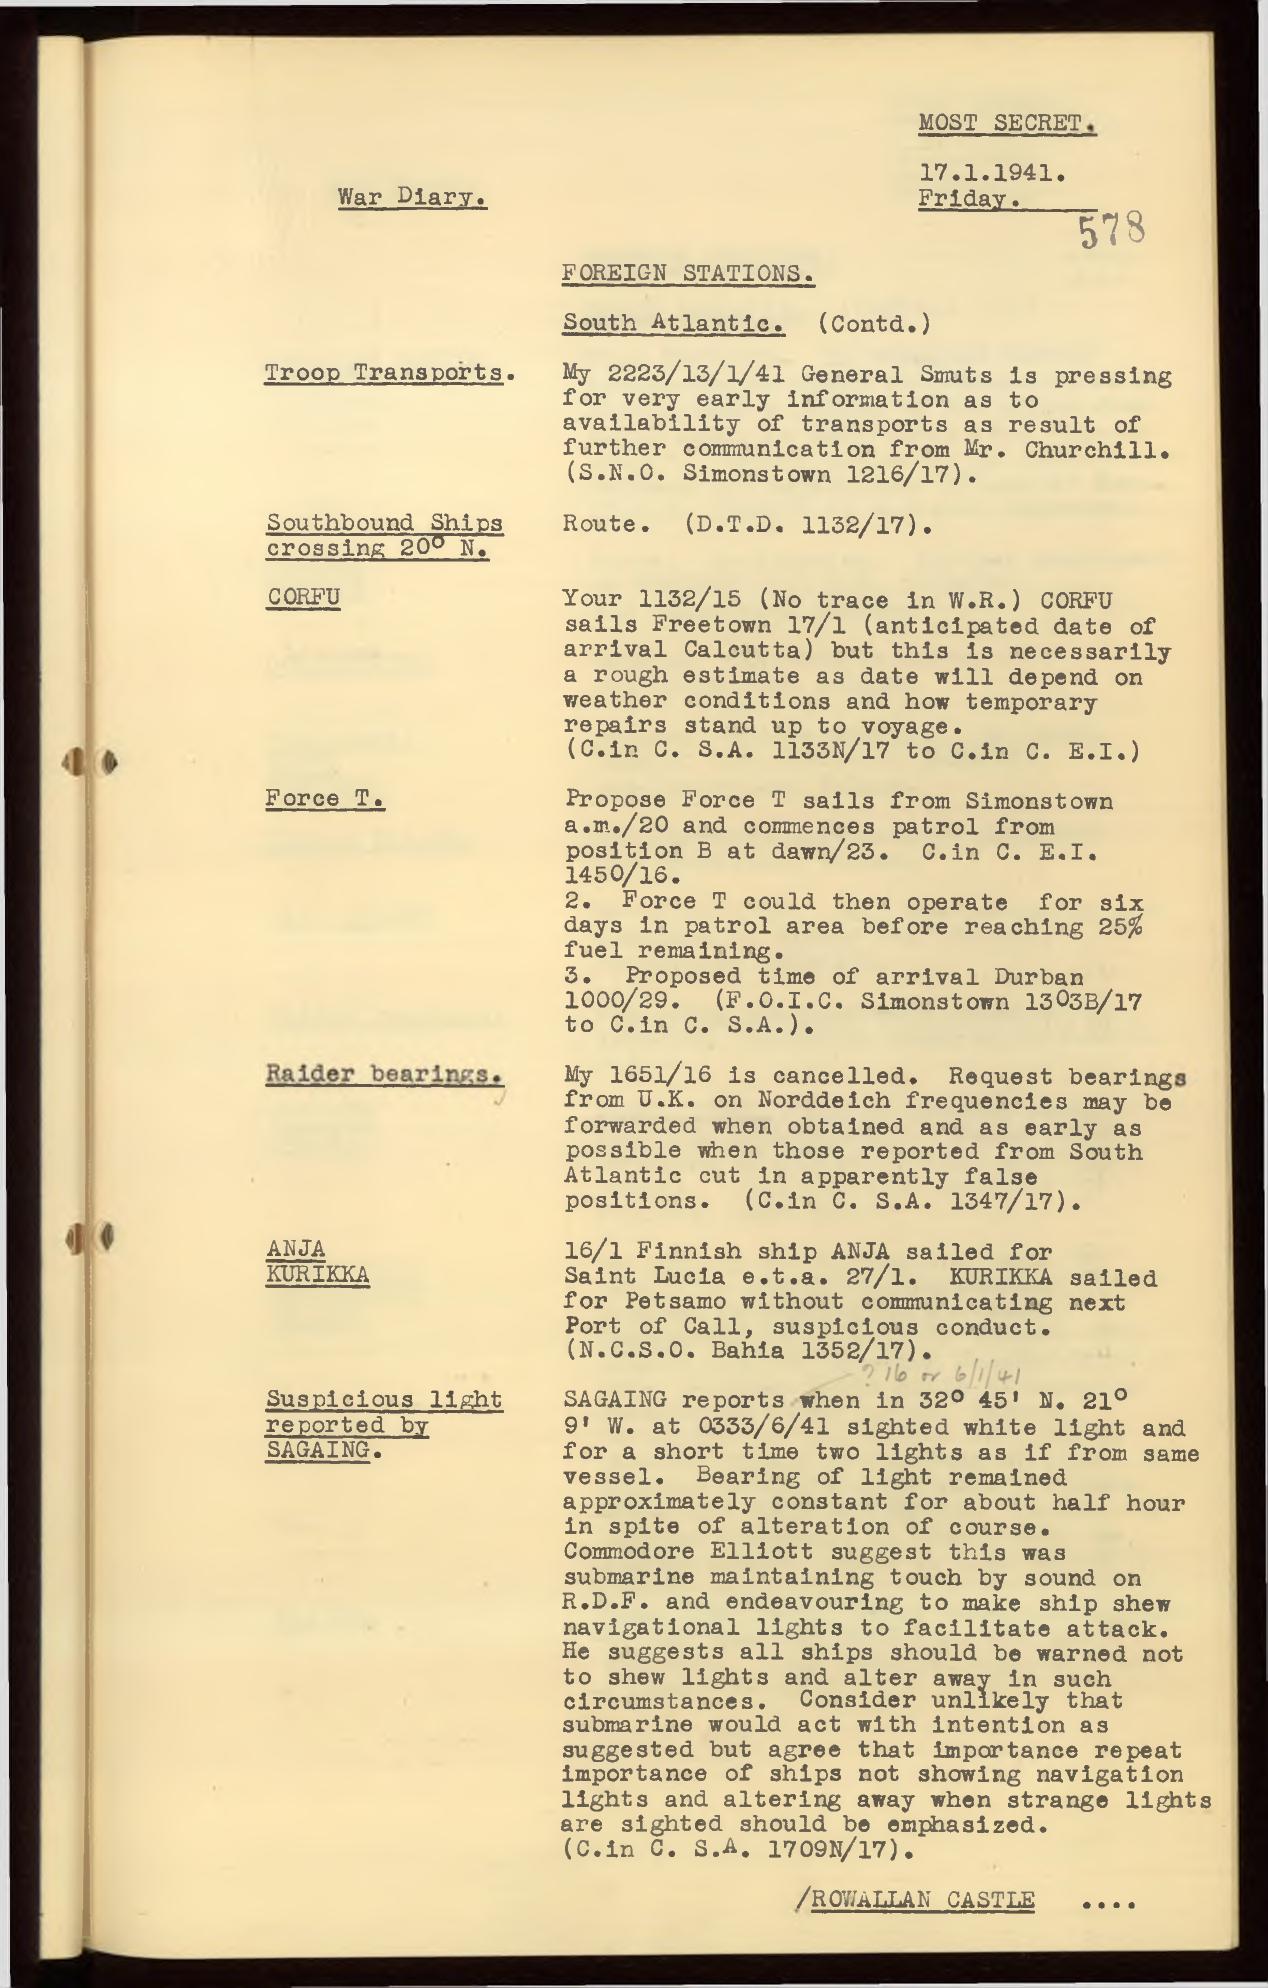 MOST SECRET.
17.1.1941.
War Diary.
Friday.
578
FOREIGN STATIONS.
South Atlantic. (Contd.)
Troop Transports.
My 2223/13/1/41 General Smuts is pressing
for very early information as to
availability of transports as result of
further communication from Mr. Churchill.
(S.N.O. Simonstown 1216/17).
Southbound Ships
crossing 20° N.
Route. (D.T.D. 1132/17).
CORFU
Your 1132/15 (No trace in W.R.) CORFU
sails Freetown 17/1 (anticipated date of
arrival Calcutta) but this is necessarily
a rough estimate as date will depend on
weather conditions and how temporary
repairs stand up to voyage.
(C.in C. S.A. 1133N/17 to C.in C. E.I.)
Force T.
Propose Force T sails from Simonstown
a.m./20 and commences patrol from
position B at dawn/23. C.in C. E.I.
1450/16.
2. Force T could then operate for six
days in patrol area before reaching 25%
fuel remaining.
3. Proposed time of arrival Durban
1000/29. (F.O.I.C. Simonstown 1303B/17
to C.in C. S.A.).
Raider bearings.
My 1651/16 is cancelled. Request bearings
from U.K. on Norddeich frequencies may be
forwarded when obtained and as early as
possible when those reported from South
Atlantic cut in apparently false
positions. (C.in C. S.A. 1347/17).
ANJA
KURIKKA
16/1 Finnish ship ANJA sailed for
Saint Lucia e.t.a. 27/1. KURIKKA sailed
for Petsamo without communicating next
Port of Call, suspicious conduct.
(N.C.S.O. Bahia 1352/17).
? 16 or 6/1/41
Suspicious light
reported by
SAGAING.
SAGAING reports when in 32° 45' N. 21°
9' W. at 0333/6/41 sighted white light and
for a short time two lights as if from same
vessel. Bearing of light remained
approximately constant for about half hour
in spite of alteration of course.
Commodore Elliott suggest this was
submarine maintaining touch by sound on
R.D.F. and endeavouring to make ship shew
navigational lights to facilitate attack.
He suggests all ships should be warned not
to shew lights and alter away in such
circumstances. Consider unlikely that
submarine would act with intention as
suggested but agree that importance repeat
importance of ships not showing navigation
lights and altering away when strange lights
are sighted should be emphasized.
(C.in C. S.A. 1709N/17).
/ROWALLAN CASTLE ....